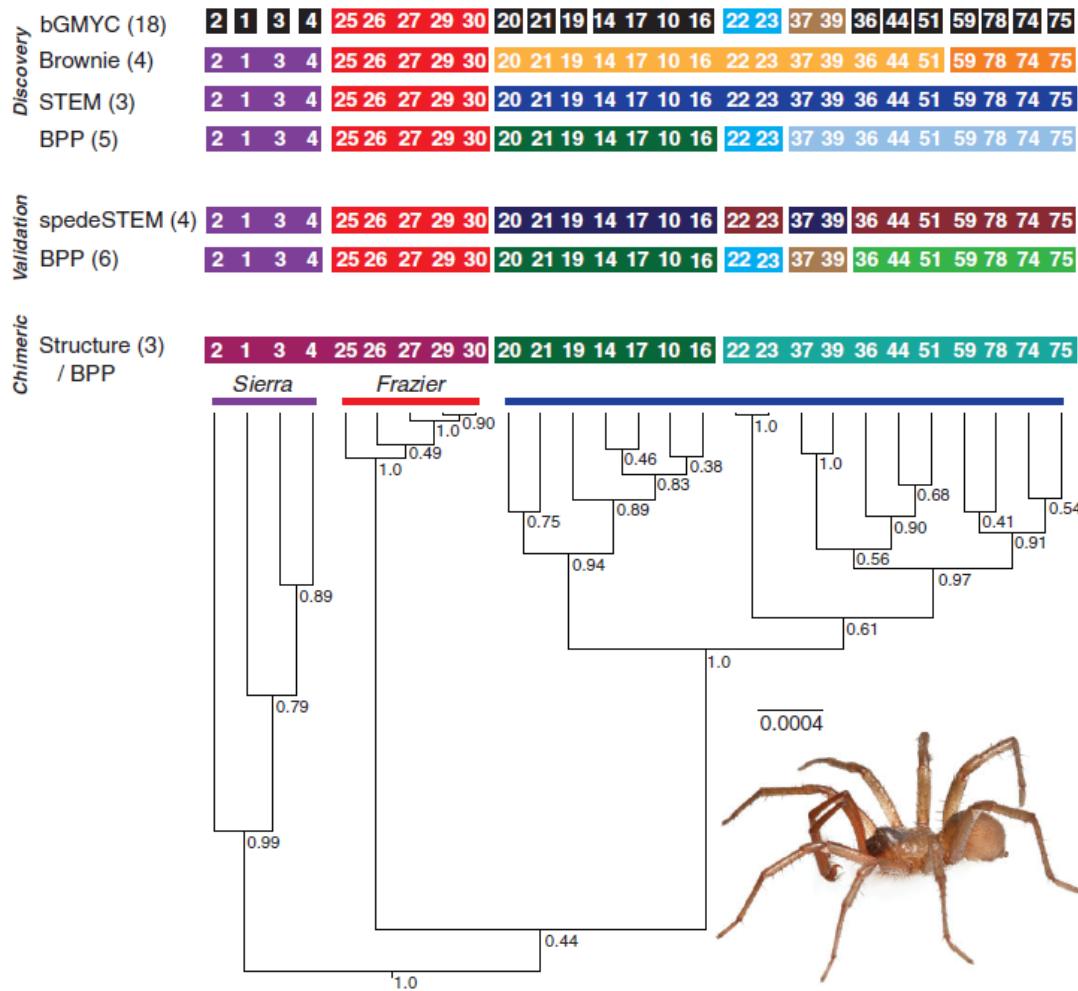 Discovery
bGMYC (18) 2 1 3 4 25 26 27 29 30 20 21 19 14 17 10 16 22 23 37 39 36 44 51 59 78 74 75
Brownie (4) 2 1 3 4 25 26 27 29 30 20 21 19 14 17 10 16 22 23 37 39 36 44 51 59 78 74 75
STEM (3) 2 1 3 4 25 26 27 29 30 20 21 19 14 17 10 16 22 23 37 39 36 44 51 59 78 74 75
BPP (5) 2 1 3 4 25 26 27 29 30 20 21 19 14 17 10 16 22 23 37 39 36 44 51 59 78 74 75
Validation
spedeSTEM (4) 2 1 3 4 25 26 27 29 30 20 21 19 14 17 10 16 22 23 37 39 36 44 51 59 78 74 75
BPP (6) 2 1 3 4 25 26 27 29 30 20 21 19 14 17 10 16 22 23 37 39 36 44 51 59 78 74 75
Chimeric
Structure (3) 2 1 3 4 25 26 27 29 30 20 21 19 14 17 10 16 22 23 37 39 36 44 51 59 78 74 75
/ BPP
Sierra Frazier
0.90
1.0
1.0
0.49
1.0
0.46
0.38
1.0
0.83
0.68
0.89
0.54
0.75
0.90
0.41
0.91
0.56
0.94
0.97
0.89
0.61
1.0
0.79
0.0004
0.99
0.44
1.0